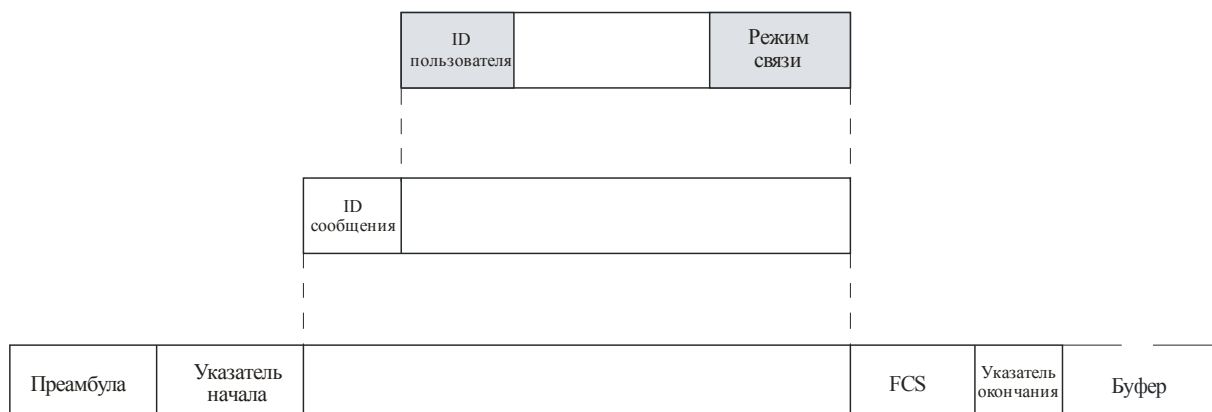 ID
пользователя
Режим
связи
ID
сообщения
Преамбула
Указатель
начала
FCS
Указатель
окончания
Буфер